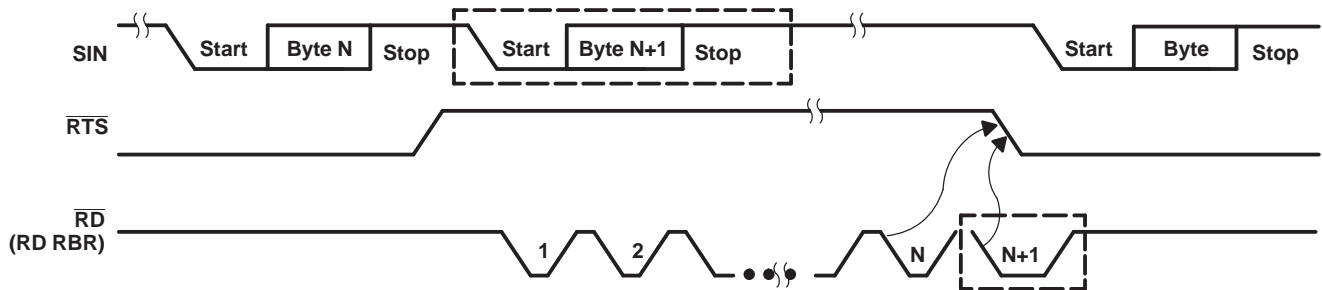 SIN Start Byte N Stop Start Byte N+1 Stop Start Byte Stop
RTS
RD
(RD RBR) 1 2 N N+1